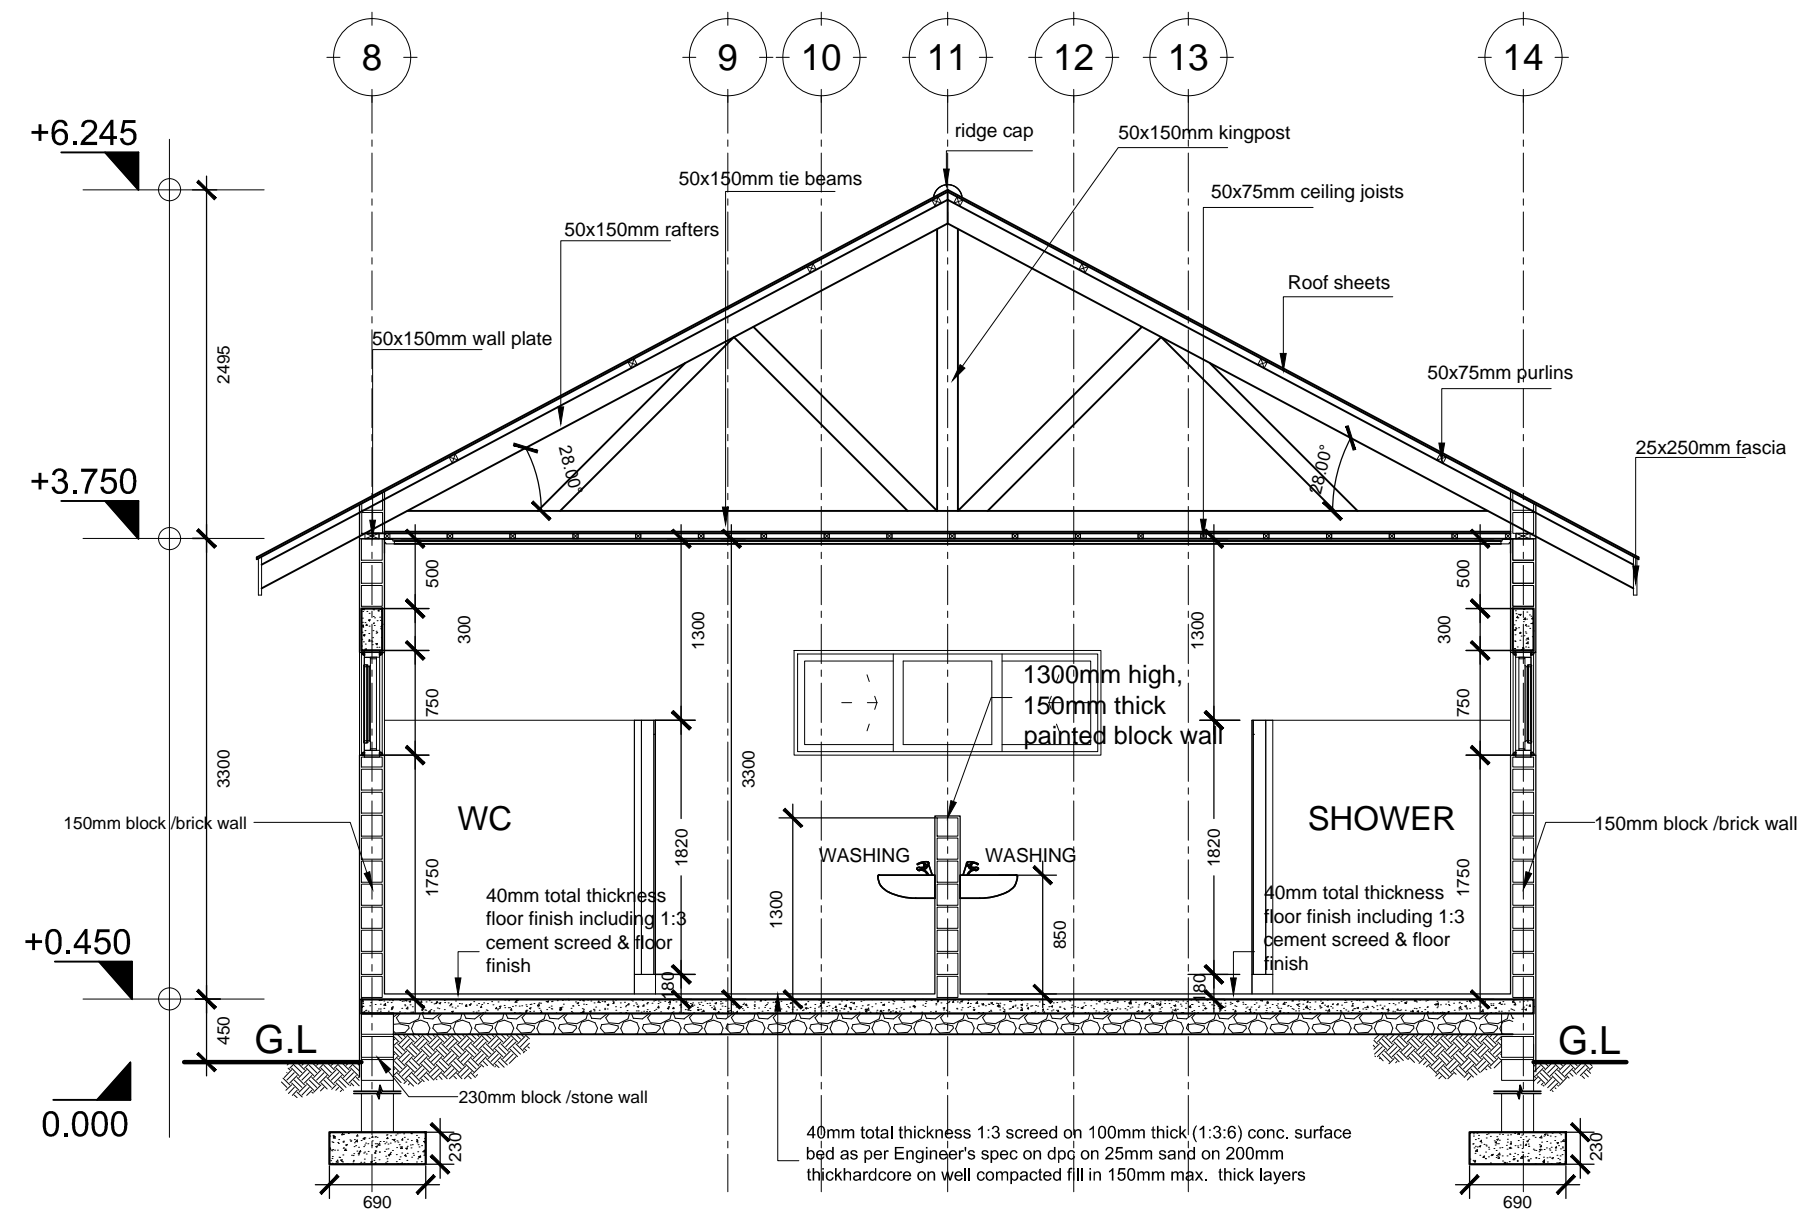 8
9
10
11
12
13
14
+6.245
ridge cap
50x150mm kingpost
50x150mm tie beams
50x75mm ceiling joists
50x150mm rafters
Roof sheets
50x150mm wall plate
2495
50x75mm purlins
25x250mm fascia
+3.750
28.00°
28.00°
500
300
750
1300
1300
500
300
750
1300mm high,
150mm thick
painted block wall
3300
3300
WC
SHOWER
150mm block /brick wall
150mm block /brick wall
WASHING
WASHING
1750
1820
1820
1750
40mm total thickness
floor finish including 1:3
cement screed & floor
finish
40mm total thickness
floor finish including 1:3
cement screed & floor
finish
1300
850
+0.450
180
180
450
G.L
G.L
230mm block /stone wall
0.000
40mm total thickness 1:3 screed on 100mm thick (1:3:6) conc. surface
bed as per Engineer's spec on dpc on 25mm sand on 200mm
thickhardcore on well compacted fill in 150mm max. thick layers
230
230
690
690